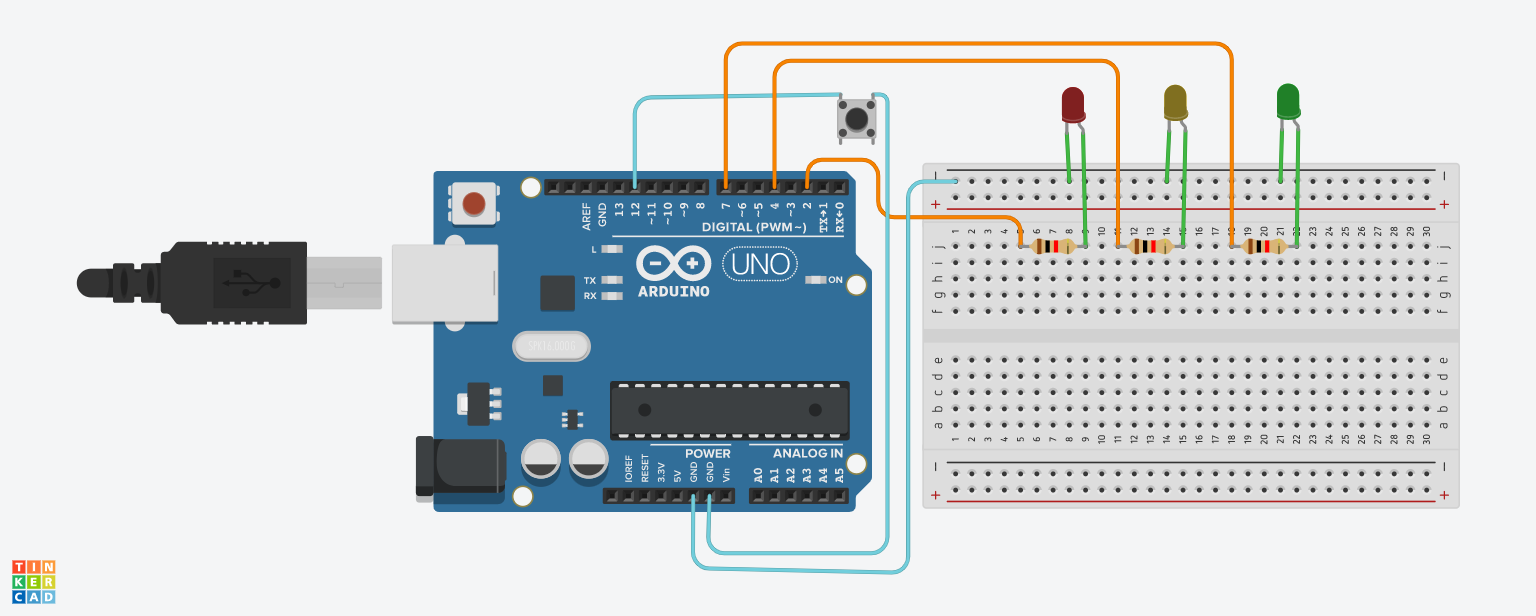 AREF
GND
13
12
~11
~10
~9
8
7
~6
~5
4
~3
2
TX→1
RX←0
DIGITAL (PWM~)
L
TX
RX
UNO
ARDUINO
ON
POWER
ANALOG IN
IOREF
RESET
3.3V
5V
GND
GND
Vin
A0
A1
A2
A3
A4
A5
− −
+ +
1 2 3 4 5 6 7 8 9 10 11 12 13 14 15 16 17 18 19 20 21 22 23 24 25 26 27 28 29 30
j j
i i
h h
g g
f f
e e
d d
c c
b b
a a
1 2 3 4 5 6 7 8 9 10 11 12 13 14 15 16 17 18 19 20 21 22 23 24 25 26 27 28 29 30
− −
+ +
TIN
KER
CAD